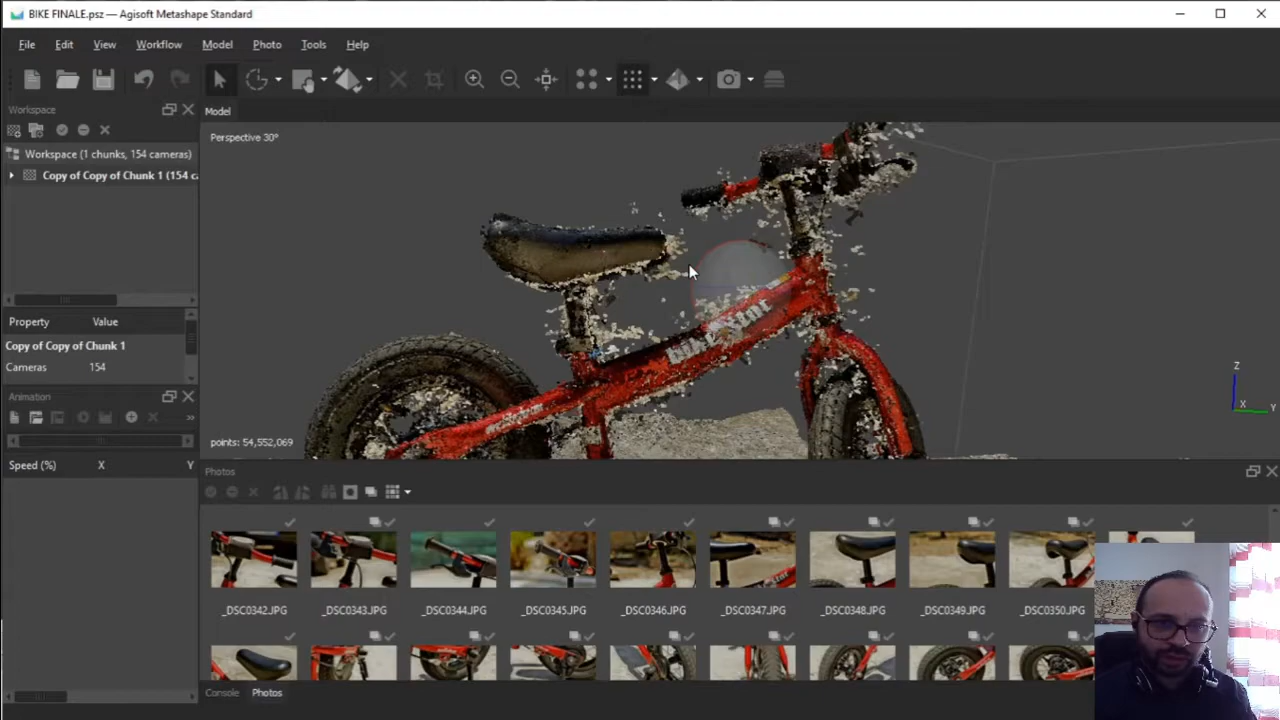 BIKE FINALE.psz — Agisoft Metashape Standard
File Edit View Workflow Model Photo Tools Help
Workspace
Model
Perspective 30°
Workspace (1 chunks, 154 cameras)
Copy of Copy of Chunk 1 (154 c
bikestar
Property Value
Copy of Copy of Chunk 1
Cameras 154
Z
X
Y
Animation
points: 54,552,069
Speed (%) X Y
Photos
_DSC0342.JPG _DSC0343.JPG _DSC0344.JPG _DSC0345.JPG _DSC0346.JPG _DSC0347.JPG _DSC0348.JPG _DSC0349.JPG _DSC0350.JPG
Console Photos